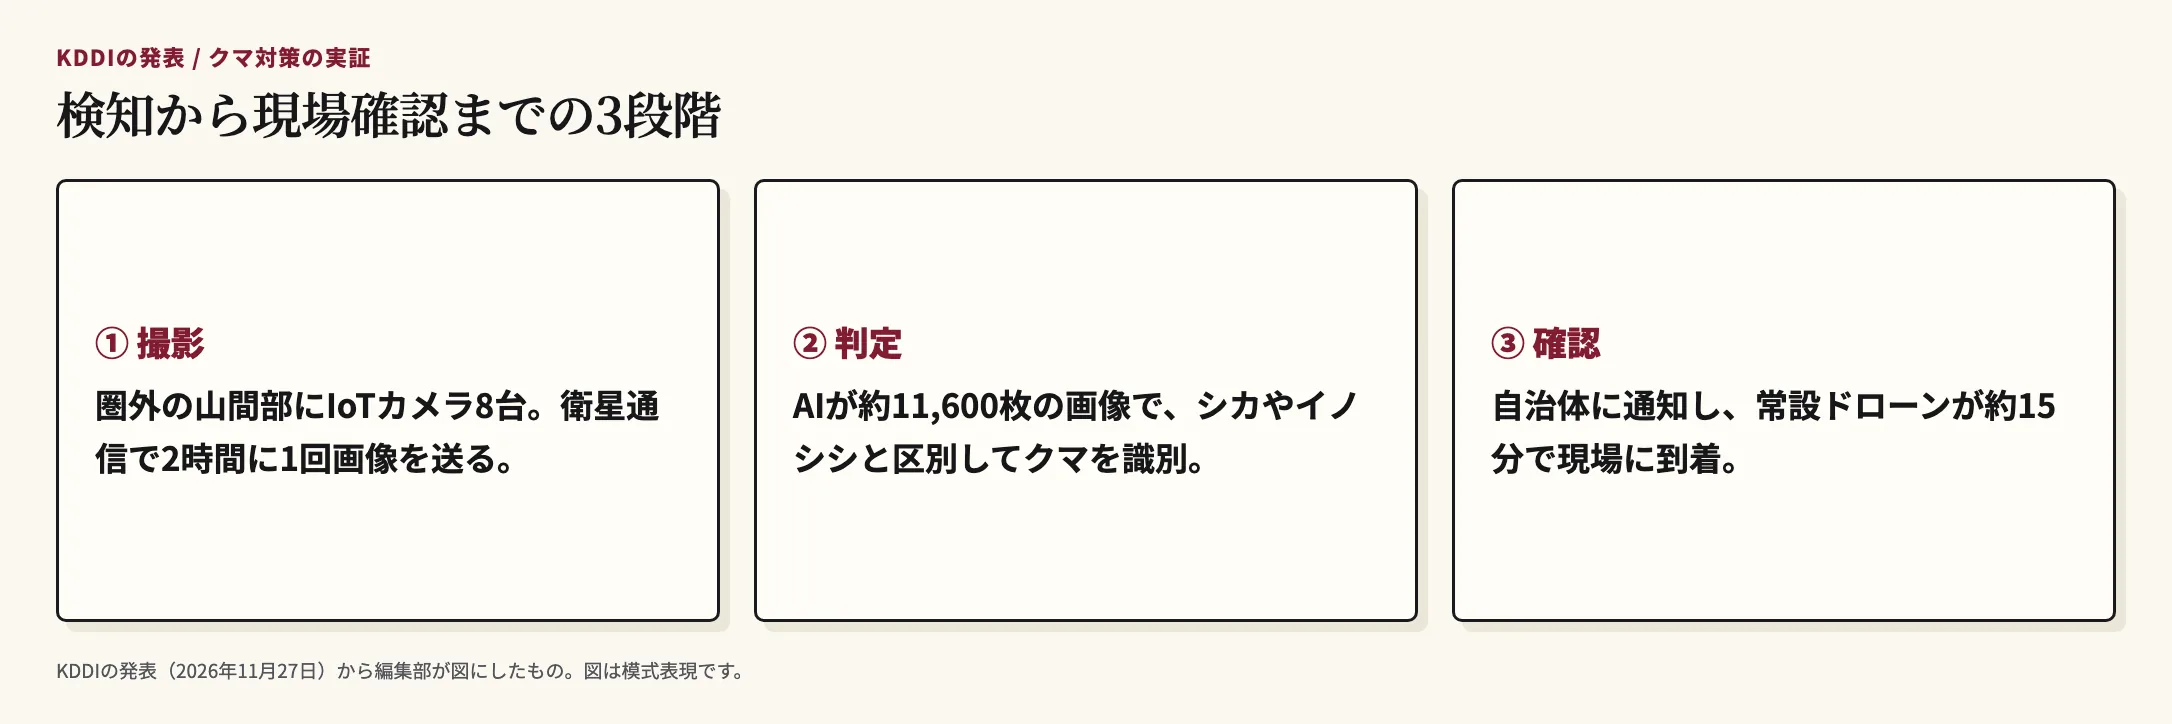 KDDIの発表 / クマ対策の実証
検知から現場確認までの3段階
① 撮影
圏外の山間部にIoTカメラ8台。衛星通
信で2時間に1回画像を送る。
② 判定
AIが約11,600枚の画像で、シカやイノ
シシと区別してクマを識別。
③ 確認
自治体に通知し、常設ドローンが約15
分で現場に到着。
KDDIの発表（2026年11月27日）から編集部が図にしたもの。図は模式表現です。